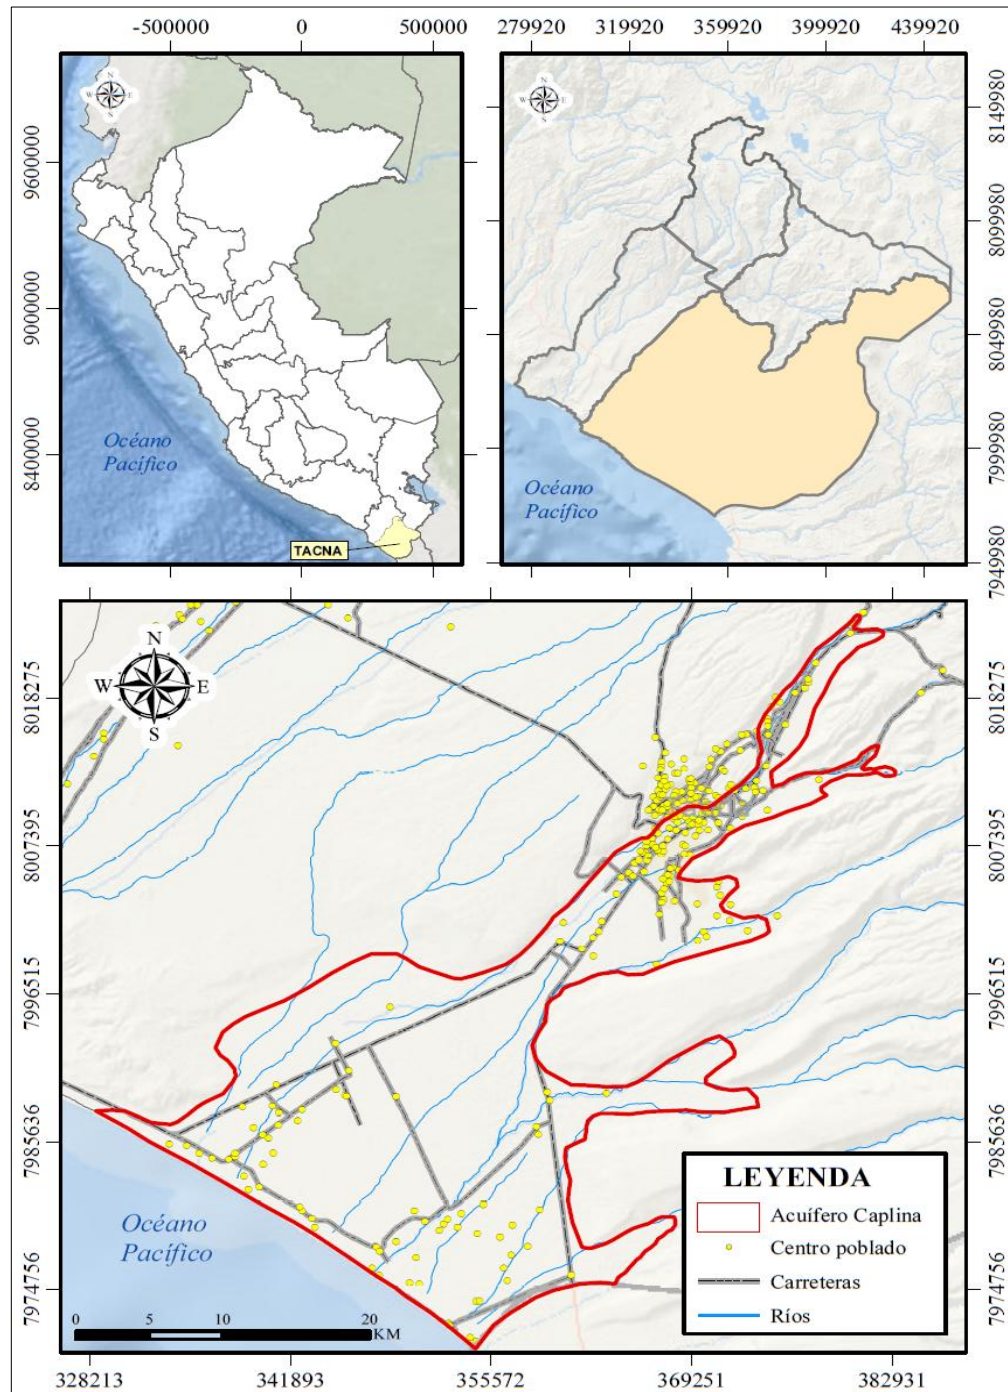 -500000 0 500000
279920 319920 359920 399920 439920
N
W E
S
9600000
9000000
8400000
Océano
Pacífico
TACNA
N
W E
S
8149980
8099980
8049980
7999980
7949980
Océano
Pacífico
N
W E
S
8018275
8007395
7996515
7985636
7974756
8018275
8007395
7996515
7985636
7974756
Océano
Pacífico
0 5 10 20
KM
LEYENDA
Acuífero Caplina
Centro poblado
Carreteras
Ríos
328213 341893 355572 369251 382931